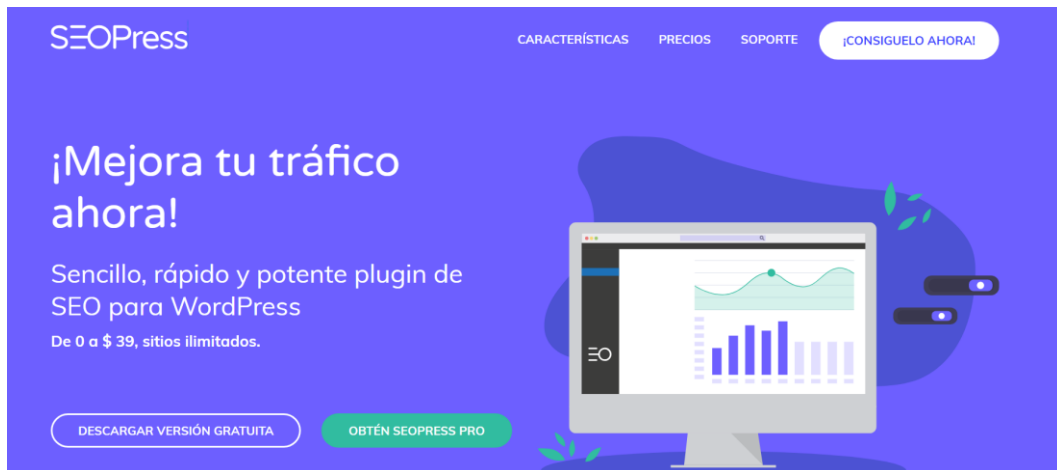 SEOPress
CARACTERÍSTICAS PRECIOS SOPORTE ¡CONSIGUELO AHORA!
¡Mejora tu tráfico
ahora!
Sencillo, rápido y potente plugin de
SEO para WordPress
De 0 a $ 39, sitios ilimitados.
DESCARGAR VERSIÓN GRATUITA OBTÉN SEOPRESS PRO